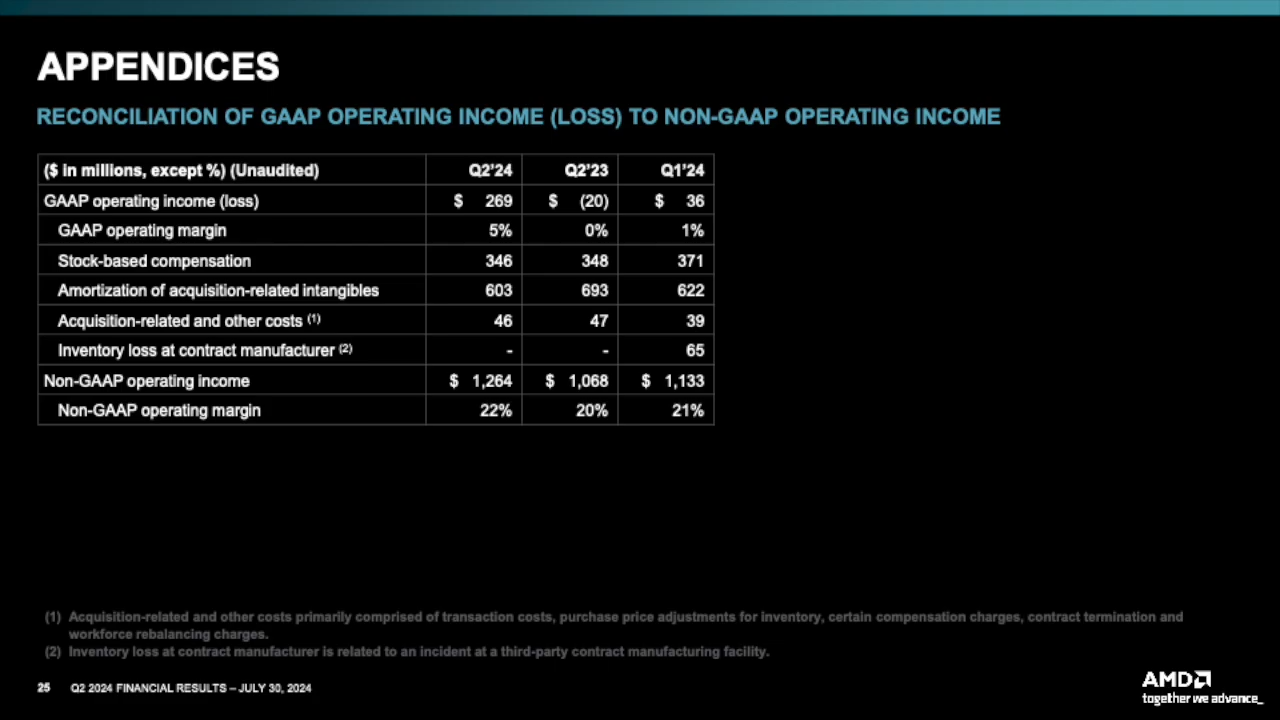 APPENDICES
RECONCILIATION OF GAAP OPERATING INCOME (LOSS) TO NON-GAAP OPERATING INCOME
($ in millions, except %) (Unaudited) Q2'24 Q2'23 Q1'24
GAAP operating income (loss) $ 269 $ (20) $ 36
GAAP operating margin 5% 0% 1%
Stock-based compensation 346 348 371
Amortization of acquisition-related intangibles 603 693 622
Acquisition-related and other costs (1) 46 47 39
Inventory loss at contract manufacturer (2) - - 65
Non-GAAP operating income $ 1,264 $ 1,068 $ 1,133
Non-GAAP operating margin 22% 20% 21%
(1) Acquisition-related and other costs primarily comprised of transaction costs, purchase price adjustments for inventory, certain compensation charges, contract termination and
workforce rebalancing charges.
(2) Inventory loss at contract manufacturer is related to an incident at a third-party contract manufacturing facility.
25 Q2 2024 FINANCIAL RESULTS – JULY 30, 2024
AMD
together we advance_